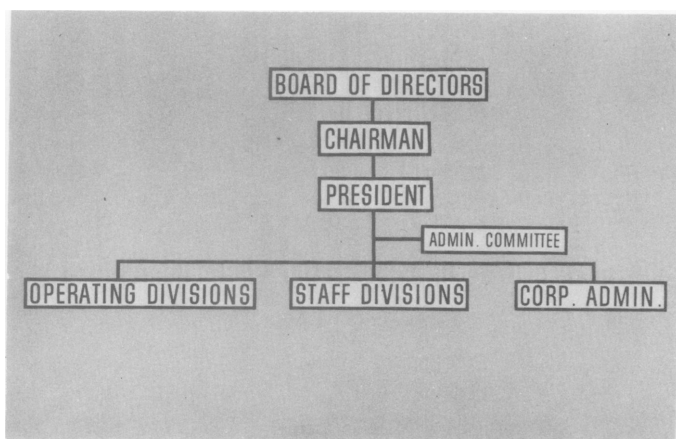 BOARD OF DIRECTORS
CHAIRMAN
PRESIDENT
ADMIN. COMMITTEE
OPERATING DIVISIONS
STAFF DIVISIONS
CORP. ADMIN.